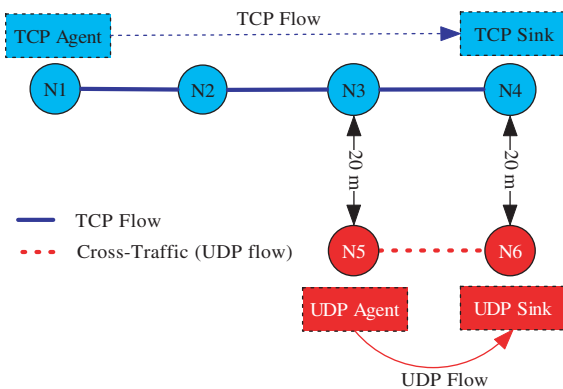 TCP Flow
TCP Agent
TCP Sink
N1
N2
N3
N4
20 m
20 m
TCP Flow
Cross-Traffic (UDP flow)
N5
N6
UDP Agent
UDP Sink
UDP Flow